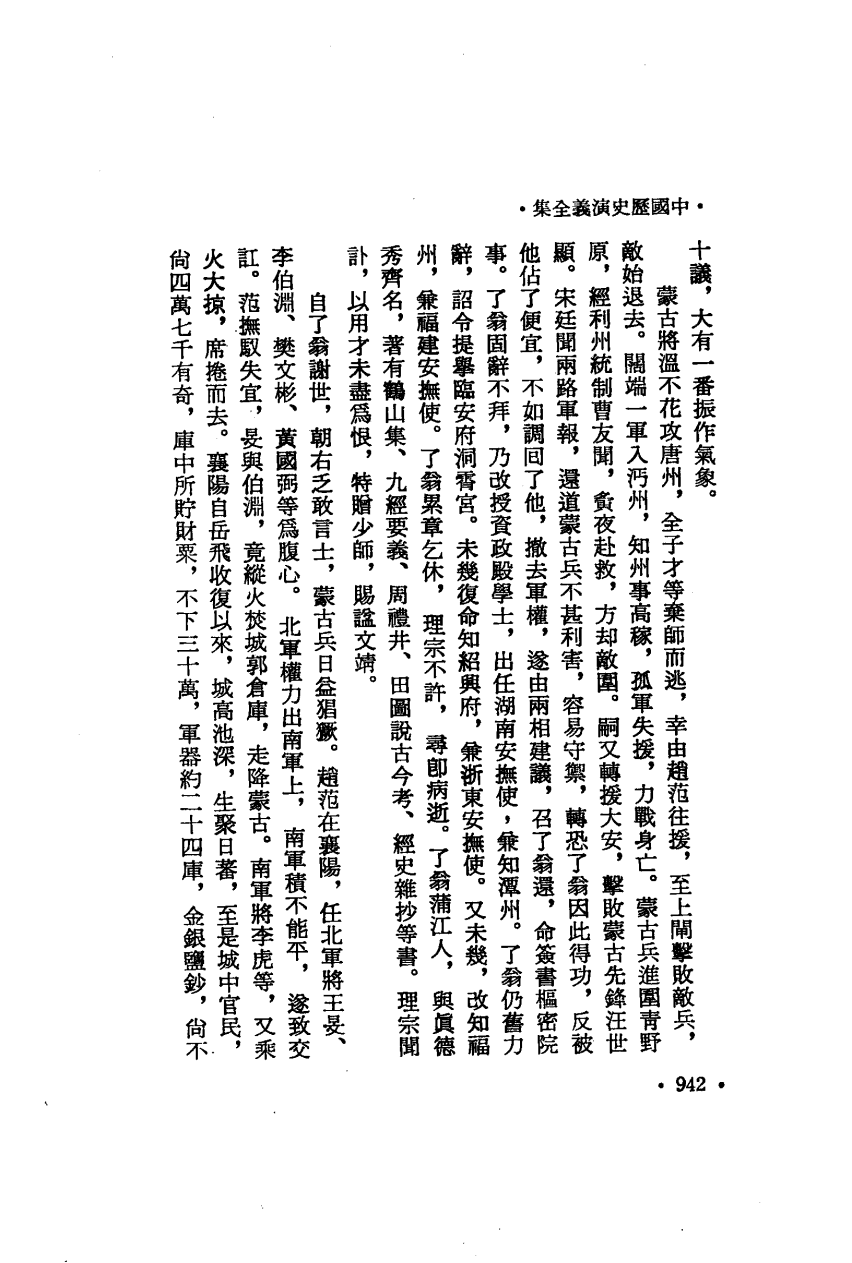 •中國歷史演義全集•
十議，大有一番振作氣象。
蒙古將溫不花攻唐州，全子才等棄師而逃，幸由趙范往援，至上閘擊敗敵兵，
敵始退去。闊端一軍入沔州，知州事高稼，孤軍失援，力戰身亡。蒙古兵進圍青野
原，經利州統制曹友聞，夤夜赴救，方却敵圍。嗣又轉援大安，擊敗蒙古先鋒汪世
顯。宋廷聞兩路軍報，還道蒙古兵不甚利害，容易守禦，轉恐了翁因此得功，反被
他佔了便宜，不如調回了他，撤去軍權，遂由兩相建議，召了翁還，命簽書樞密院
事。了翁固辭不拜，乃改授資政殿學士，出任湖南安撫使，兼知潭州。了翁仍舊力
辭，詔令提舉臨安府洞霄宮。未幾復命知紹興府，兼浙東安撫使。又未幾，改知福
州，兼福建安撫使。了翁累章乞休，理宗不許，尋卽病逝。了翁蒲江人，與眞德
秀齊名，著有鶴山集、九經要義、周禮井、田圖說古今考、經史雜抄等書。理宗聞
訃，以用才未盡爲恨，特贈少師，賜諡文靖。
自了翁謝世，朝右乏敢言士，蒙古兵日益猖獗。趙范在襄陽，任北軍將王旻、
李伯淵、樊文彬、黃國弼等爲腹心。北軍權力出南軍上，南軍積不能平，遂致交
訌。范撫馭失宜，旻與伯淵，竟縱火焚城郭倉庫，走降蒙古。南軍將李虎等，又乘
火大掠，席捲而去。襄陽自岳飛收復以來，城高池深，生聚日蕃，至是城中官民，
尙四萬七千有奇，庫中所貯財粟，不下三十萬，軍器約二十四庫，金銀鹽鈔，尙不
•942•